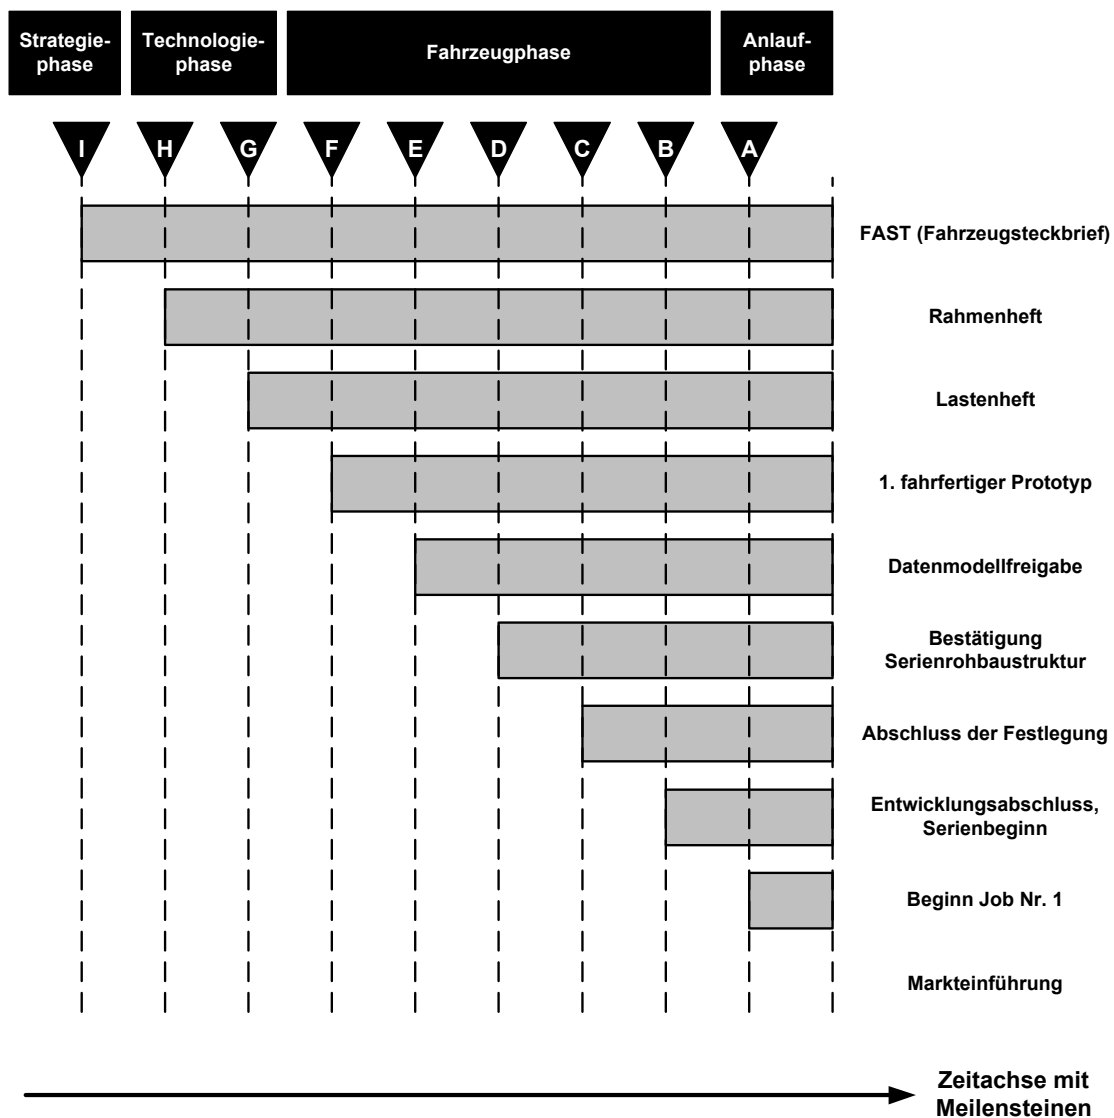 Strategie-
phase
Technologie-
phase
Fahrzeugphase
Anlauf-
phase
I
H
G
F
E
D
C
B
A
FAST (Fahrzeugsteckbrief)
Rahmenheft
Lastenheft
1. fahrfertiger Prototyp
Datenmodellfreigabe
Bestätigung
Serienrohbaustruktur
Abschluss der Festlegung
Entwicklungsabschluss,
Serienbeginn
Beginn Job Nr. 1
Markteinführung
Zeitachse mit
Meilensteinen